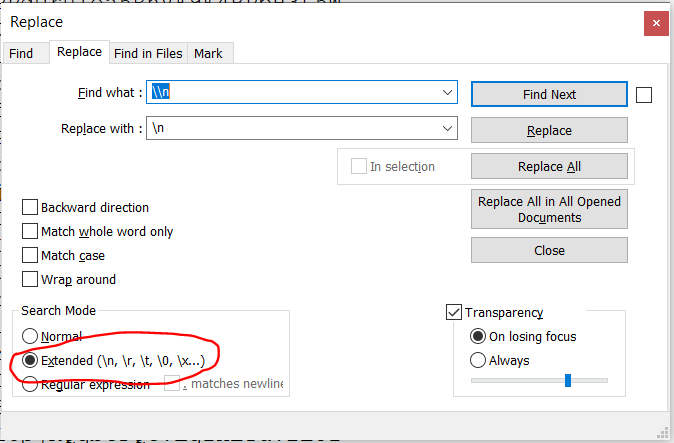 Replace
Find Replace Find in Files Mark
Find what : \\n Find Next
Replace with : \n Replace
In selection Replace All
Backward direction Replace All in All Opened Documents
Match whole word only
Match case Close
Wrap around
Search Mode Transparency
Normal On losing focus
Extended (\n, \r, \t, \0, \x...) Always
Regular expression . matches newline